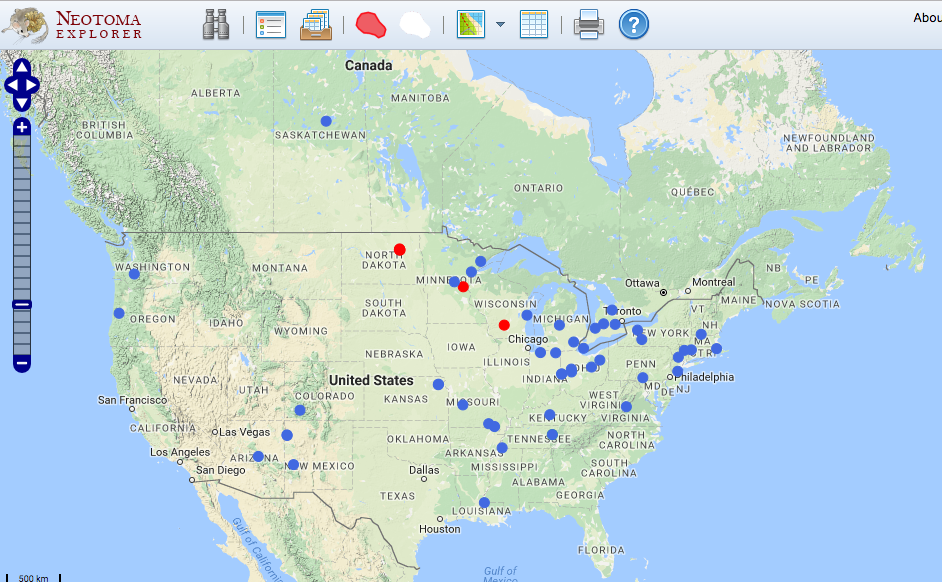 NEOTOMA
EXPLORER
?
Abou
Canada
ALBERTA
MANITOBA
BRITISH
COLUMBIA
SASKATCHEWAN
NEWFOUNDLAND
AND LABRADOR
ONTARIO
QUÉBEC
NORTH
DAKOTA
WASHINGTON
MONTANA
MINNESOTA
Ottawa
Montreal
NB
PE
SOUTH
DAKOTA
WISCONSIN
MAINE
NOVA SCOTIA
OREGON
IDAHO
MICHIGAN
Toronto
VT
NH
WYOMING
NEW YORK
MA
Chicago
IOWA
NEBRASKA
ILLINOIS
INDIANA
OHIO
PENN
United States
NEVADA
UTAH
COLORADO
KANSAS
MISSOURI
WEST
VIRGINIA
MD
DE
NJ
Philadelphia
San Francisco
CALIFORNIA
KENTUCKY
VIRGINIA
Las Vegas
OKLAHOMA
TENNESSEE
NORTH
CAROLINA
Los Angeles
ARIZONA
NEW MEXICO
ARKANSAS
MISSISSIPPI
SOUTH
CAROLINA
San Diego
Dallas
ALABAMA
GEORGIA
TEXAS
LOUISIANA
Houston
Gulf of California
FLORIDA
Gulf of
Mexico
500 km